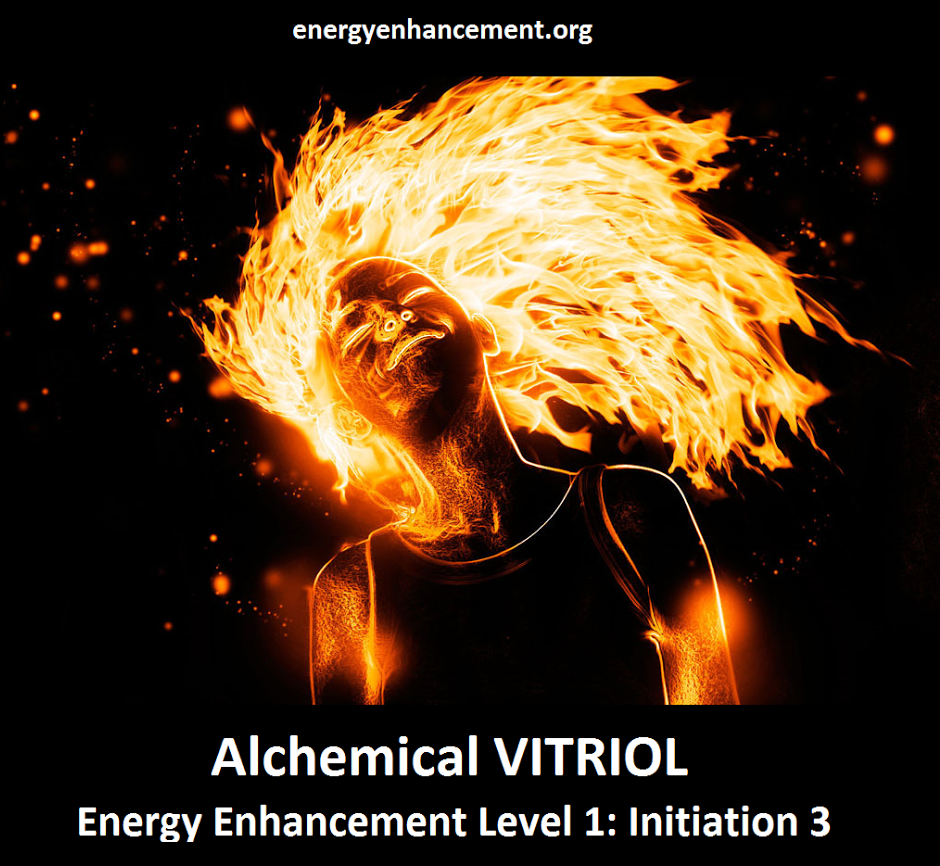 energyenhancement.org
Alchemical VITRIOL
Energy Enhancement Level 1: Initiation 3